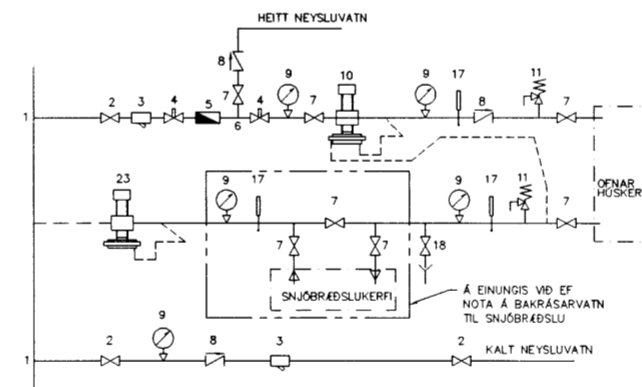 HEITT NEYSLUVATN
8
9 10 9 17 11
2 3 4 5 7 4 7 8 7
1 6
OFNAR
HÚSKERFI
23 9 17 7 9 17 11 7
7 7 18
SNJÓBRÆÐSLUKERFI
Á EINUNGIS VIÐ EF
NOTA Á BAKRÁSARVATN
TIL SNJÓBRÆÐSLU
9
2 8 3 2
1 KALT NEYSLUVATN